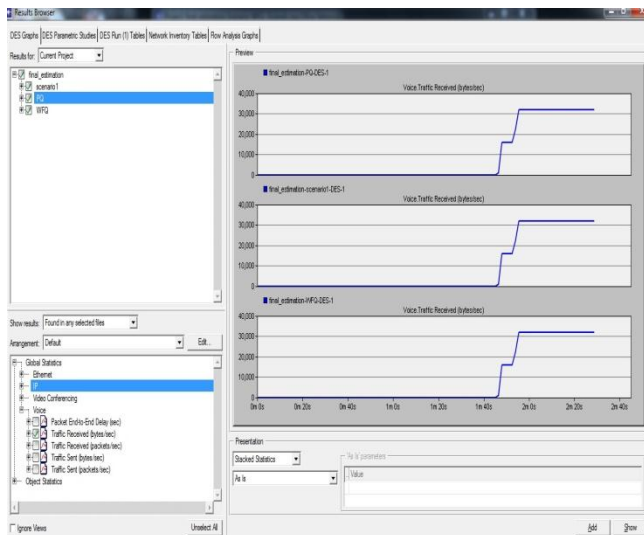 Results Browser
DES Graphs DES Parametric Studies DES Run (1) Tables Network Inventory Tables Flow Analysis Graphs
Results for: Current Project
final_estimation
scenario1
PQ
WFQ
Show results: Found in any selected files
Arrangement: Default Edit...
Global Statistics
Ethernet
IP
Video Conferencing
Voice
Packet End-to-End Delay (sec)
Traffic Received (bytes/sec)
Traffic Received (packets/sec)
Traffic Sent (bytes/sec)
Traffic Sent (packets/sec)
Object Statistics
Ignore Views Unselect All
Preview
final_estimation-PQ-DES-1
Voice.Traffic Received (bytes/sec)
40,000
30,000
20,000
10,000
0
final_estimation-scenario1-DES-1
Voice.Traffic Received (bytes/sec)
40,000
30,000
20,000
10,000
0
final_estimation-WFQ-DES-1
Voice.Traffic Received (bytes/sec)
40,000
30,000
20,000
10,000
0
0m 0s 0m 20s 0m 40s 1m 0s 1m 20s 1m 40s 2m 0s 2m 20s 2m 40s
Presentation
Stacked Statistics
As Is
'As Is' parameters
Value
Add Show